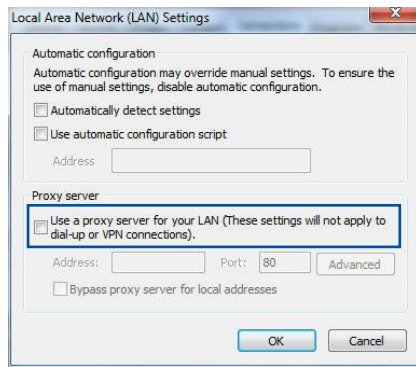 Local Area Network (LAN) Settings
Automatic configuration
Automatic configuration may override manual settings. To ensure the
use of manual settings, disable automatic configuration.
Automatically detect settings
Use automatic configuration script
Address
Proxy server
Use a proxy server for your LAN (These settings will not apply to
dial-up or VPN connections).
Address: Port: 80 Advanced
Bypass proxy server for local addresses
OK Cancel